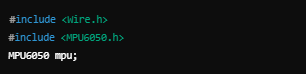 #include <Wire.h>
#include <MPU6050.h>
MPU6050 mpu;